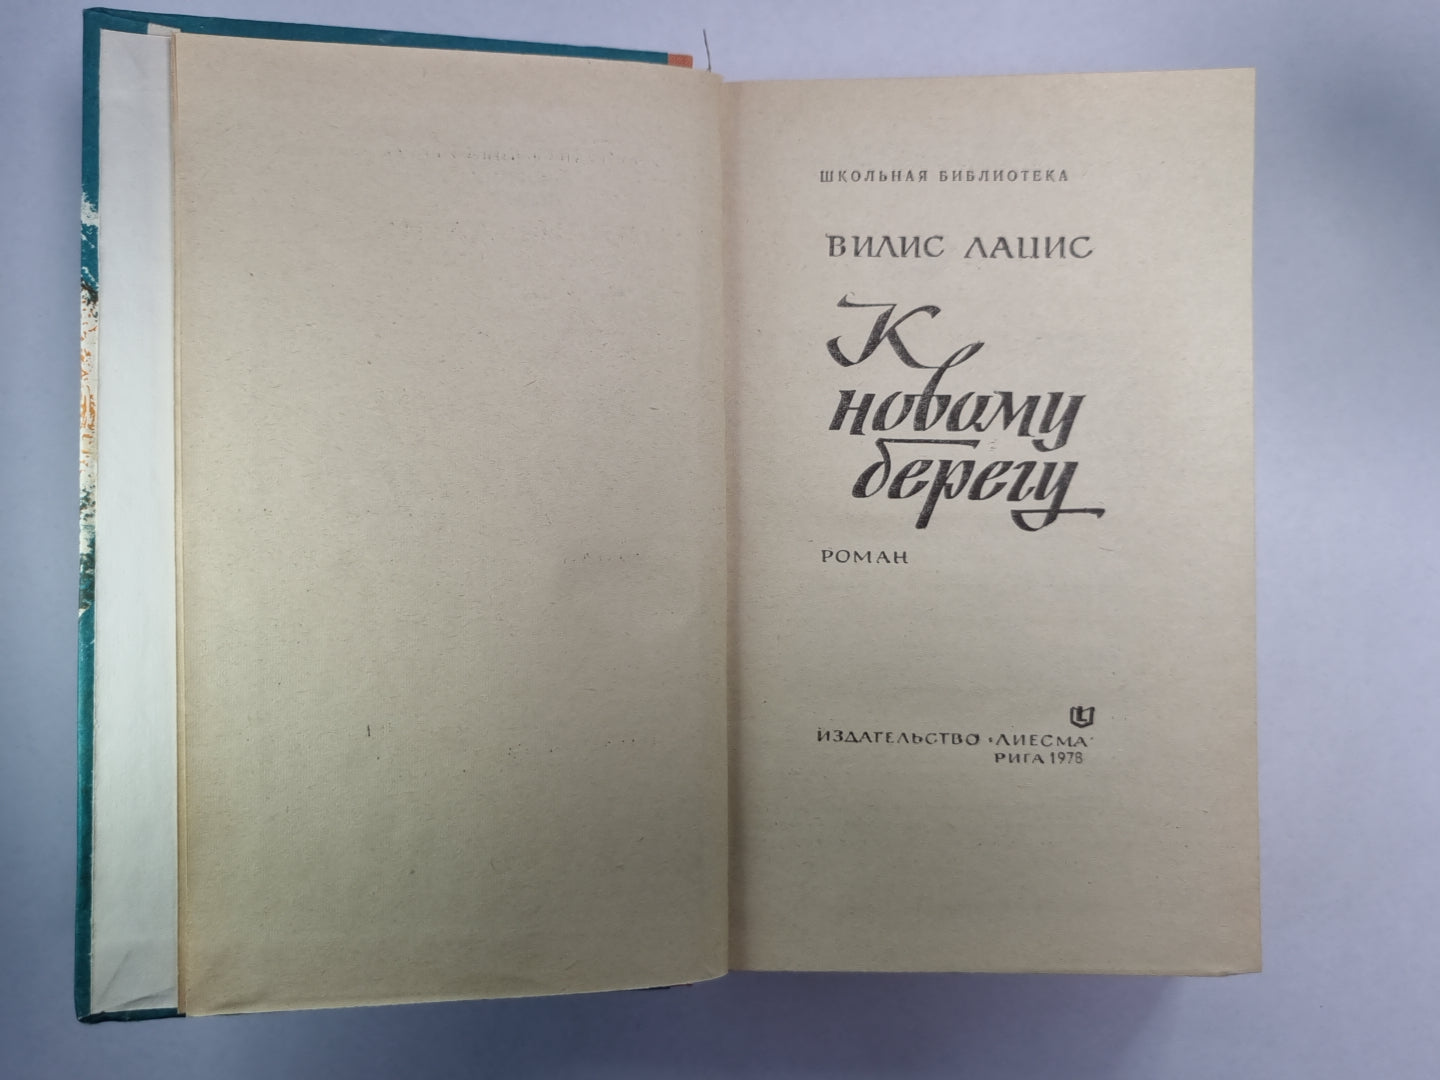 ШКОЛЬНАЯ БИБЛИОТЕКА
ВИЛИС ЛАЦИС
К
новому
берегу
РОМАН
ИЗДАТЕЛЬСТВО «ЛИЕСМА»
РИГА 1978